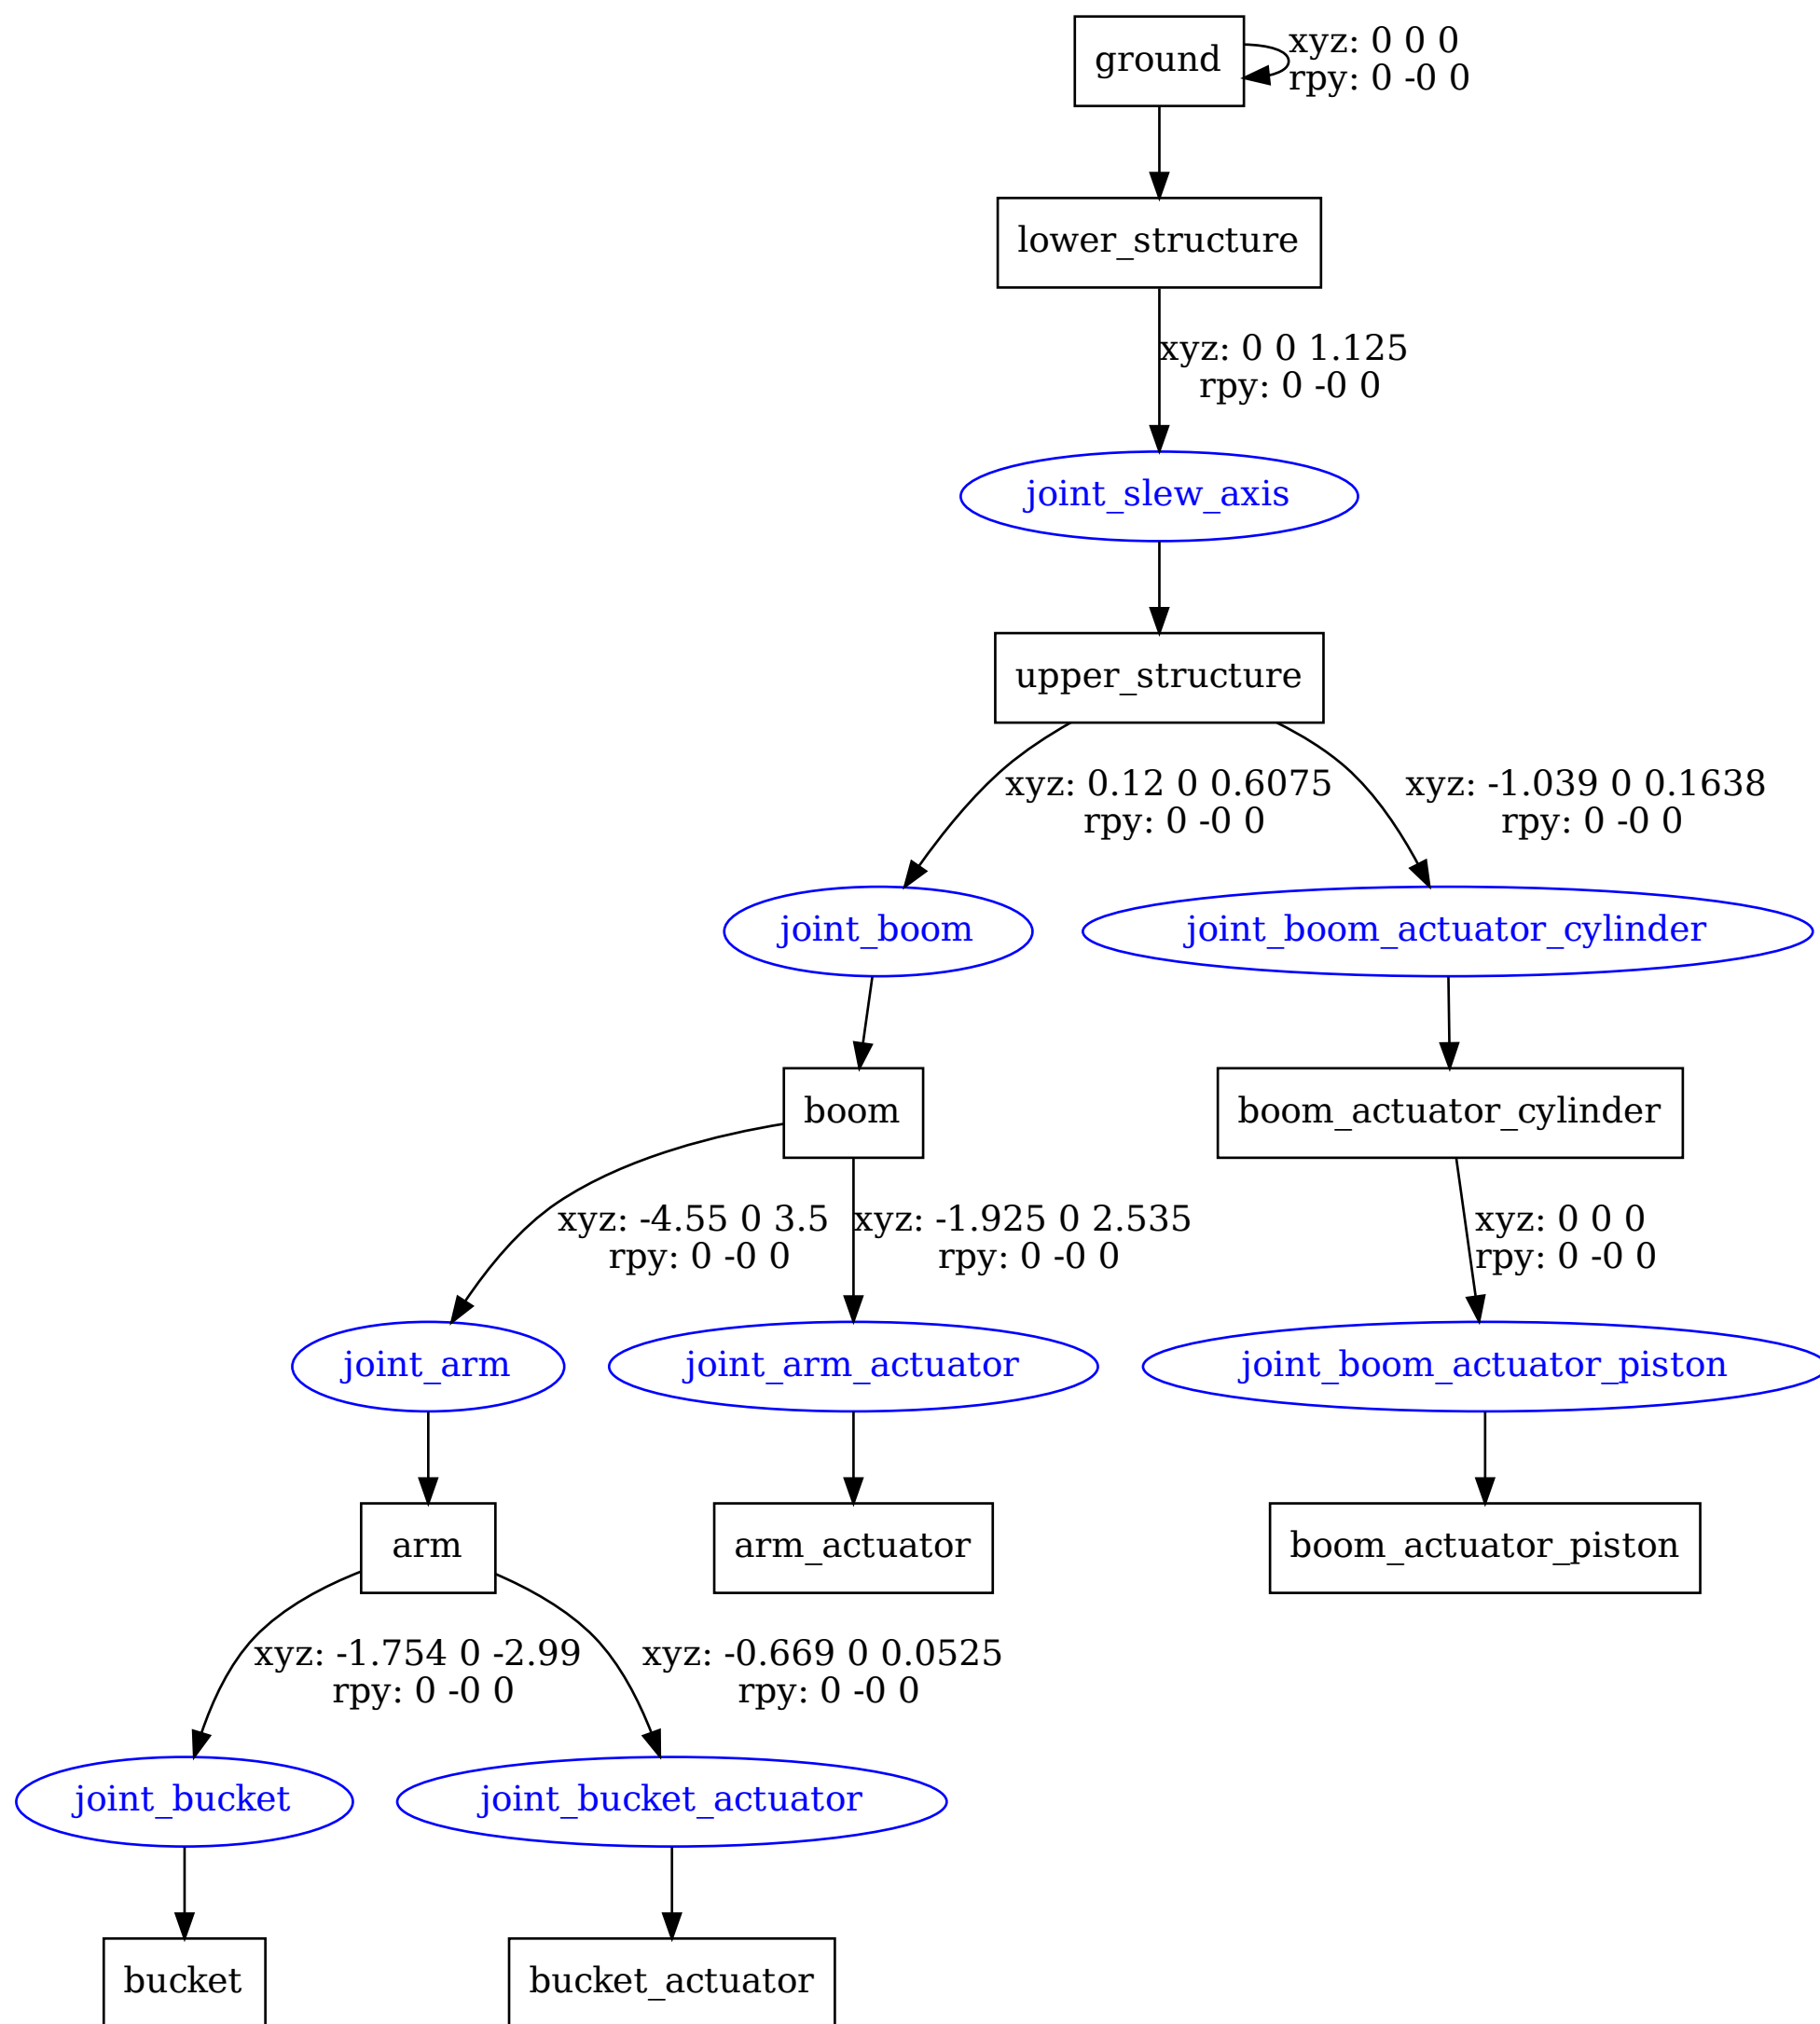 ground
xyz: 0 0 0
rpy: 0 -0 0
lower_structure
xyz: 0 0 1.125
rpy: 0 -0 0
joint_slew_axis
upper_structure
xyz: 0.12 0 0.6075
rpy: 0 -0 0
xyz: -1.039 0 0.1638
rpy: 0 -0 0
joint_boom
joint_boom_actuator_cylinder
boom
boom_actuator_cylinder
xyz: -4.55 0 3.5
rpy: 0 -0 0
xyz: -1.925 0 2.535
rpy: 0 -0 0
xyz: 0 0 0
rpy: 0 -0 0
joint_arm
joint_arm_actuator
joint_boom_actuator_piston
arm
arm_actuator
boom_actuator_piston
xyz: -1.754 0 -2.99
rpy: 0 -0 0
xyz: -0.669 0 0.0525
rpy: 0 -0 0
joint_bucket
joint_bucket_actuator
bucket
bucket_actuator